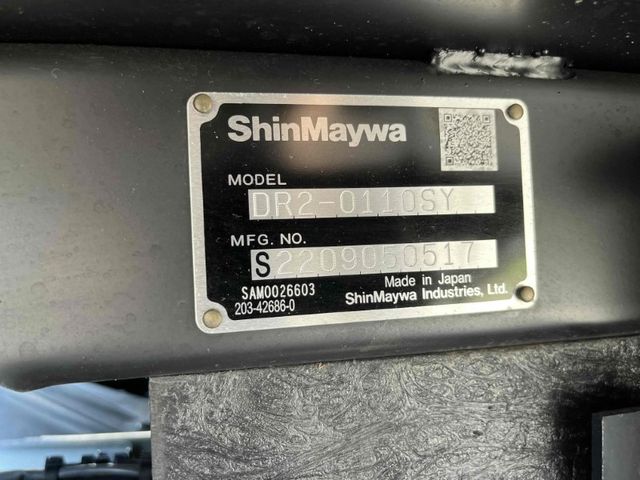 ShinMaywa
MODEL
DR2-0110SY
MFG. NO.
S2209050517
SAM0026603
Made in Japan
203-42686-0
ShinMaywa Industries, Ltd.